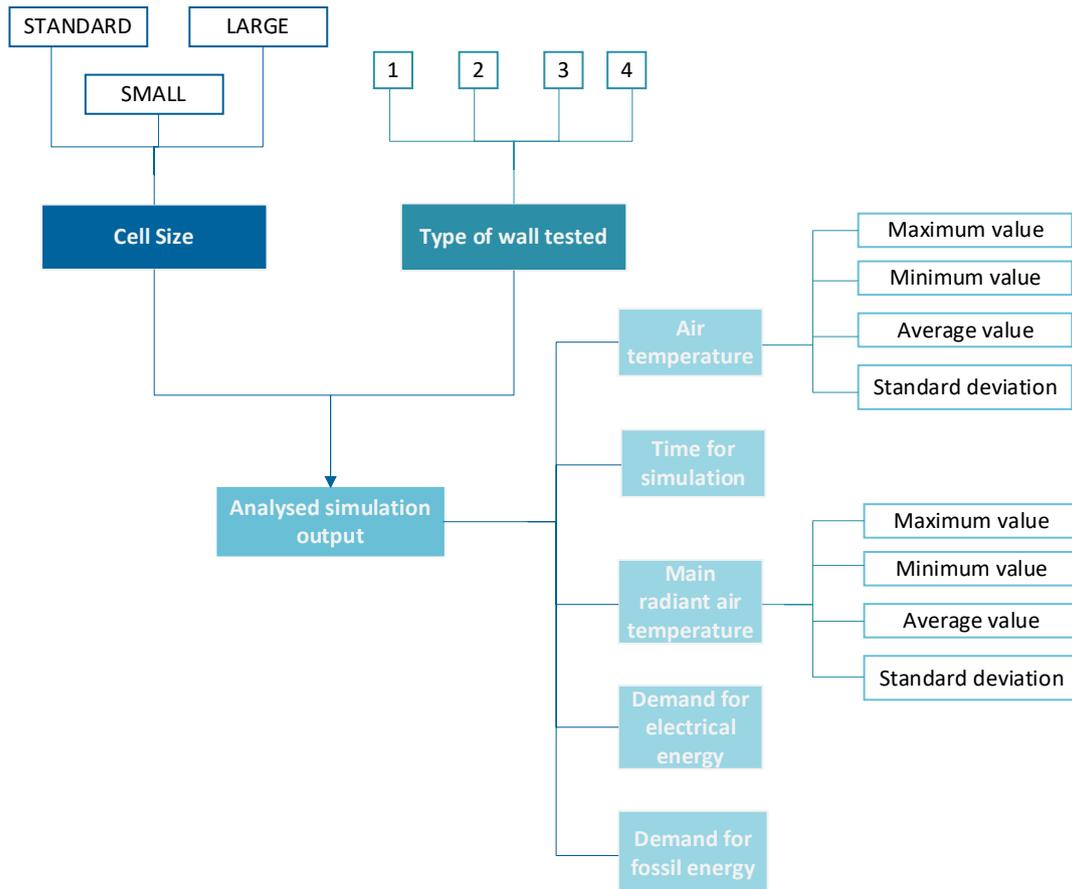 STANDARD
LARGE
SMALL
1
2
3
4
Cell Size
Type of wall tested
Maximum value
Minimum value
Average value
Standard deviation
Air
temperature
Time for
simulation
Analysed simulation
output
Maximum value
Minimum value
Average value
Standard deviation
Main
radiant air
temperature
Demand for
electrical
energy
Demand for
fossil energy